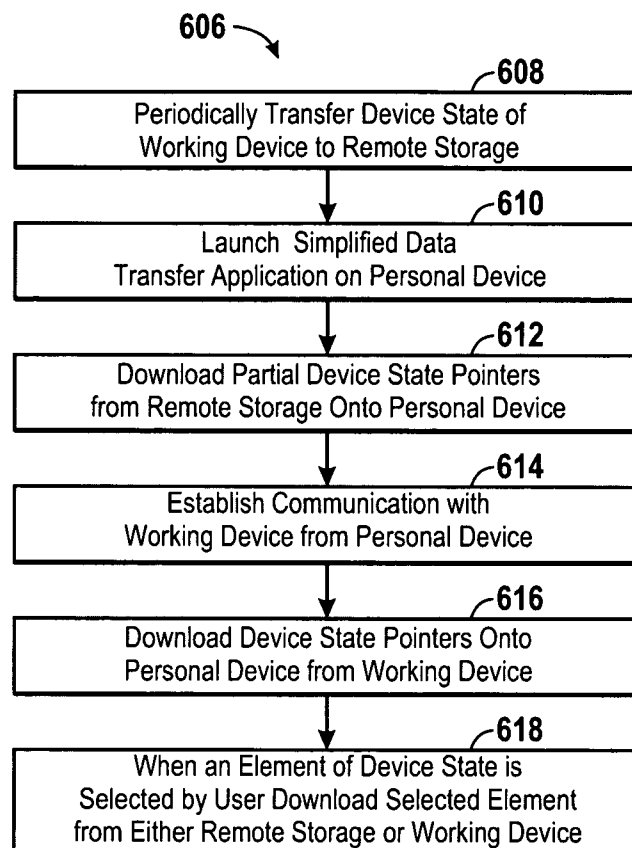 606
608
Periodically Transfer Device State of
Working Device to Remote Storage
610
Launch Simplified Data
Transfer Application on Personal Device
612
Download Partial Device State Pointers
from Remote Storage Onto Personal Device
614
Establish Communication with
Working Device from Personal Device
616
Download Device State Pointers Onto
Personal Device from Working Device
618
When an Element of Device State is
Selected by User Download Selected Element
from Either Remote Storage or Working Device